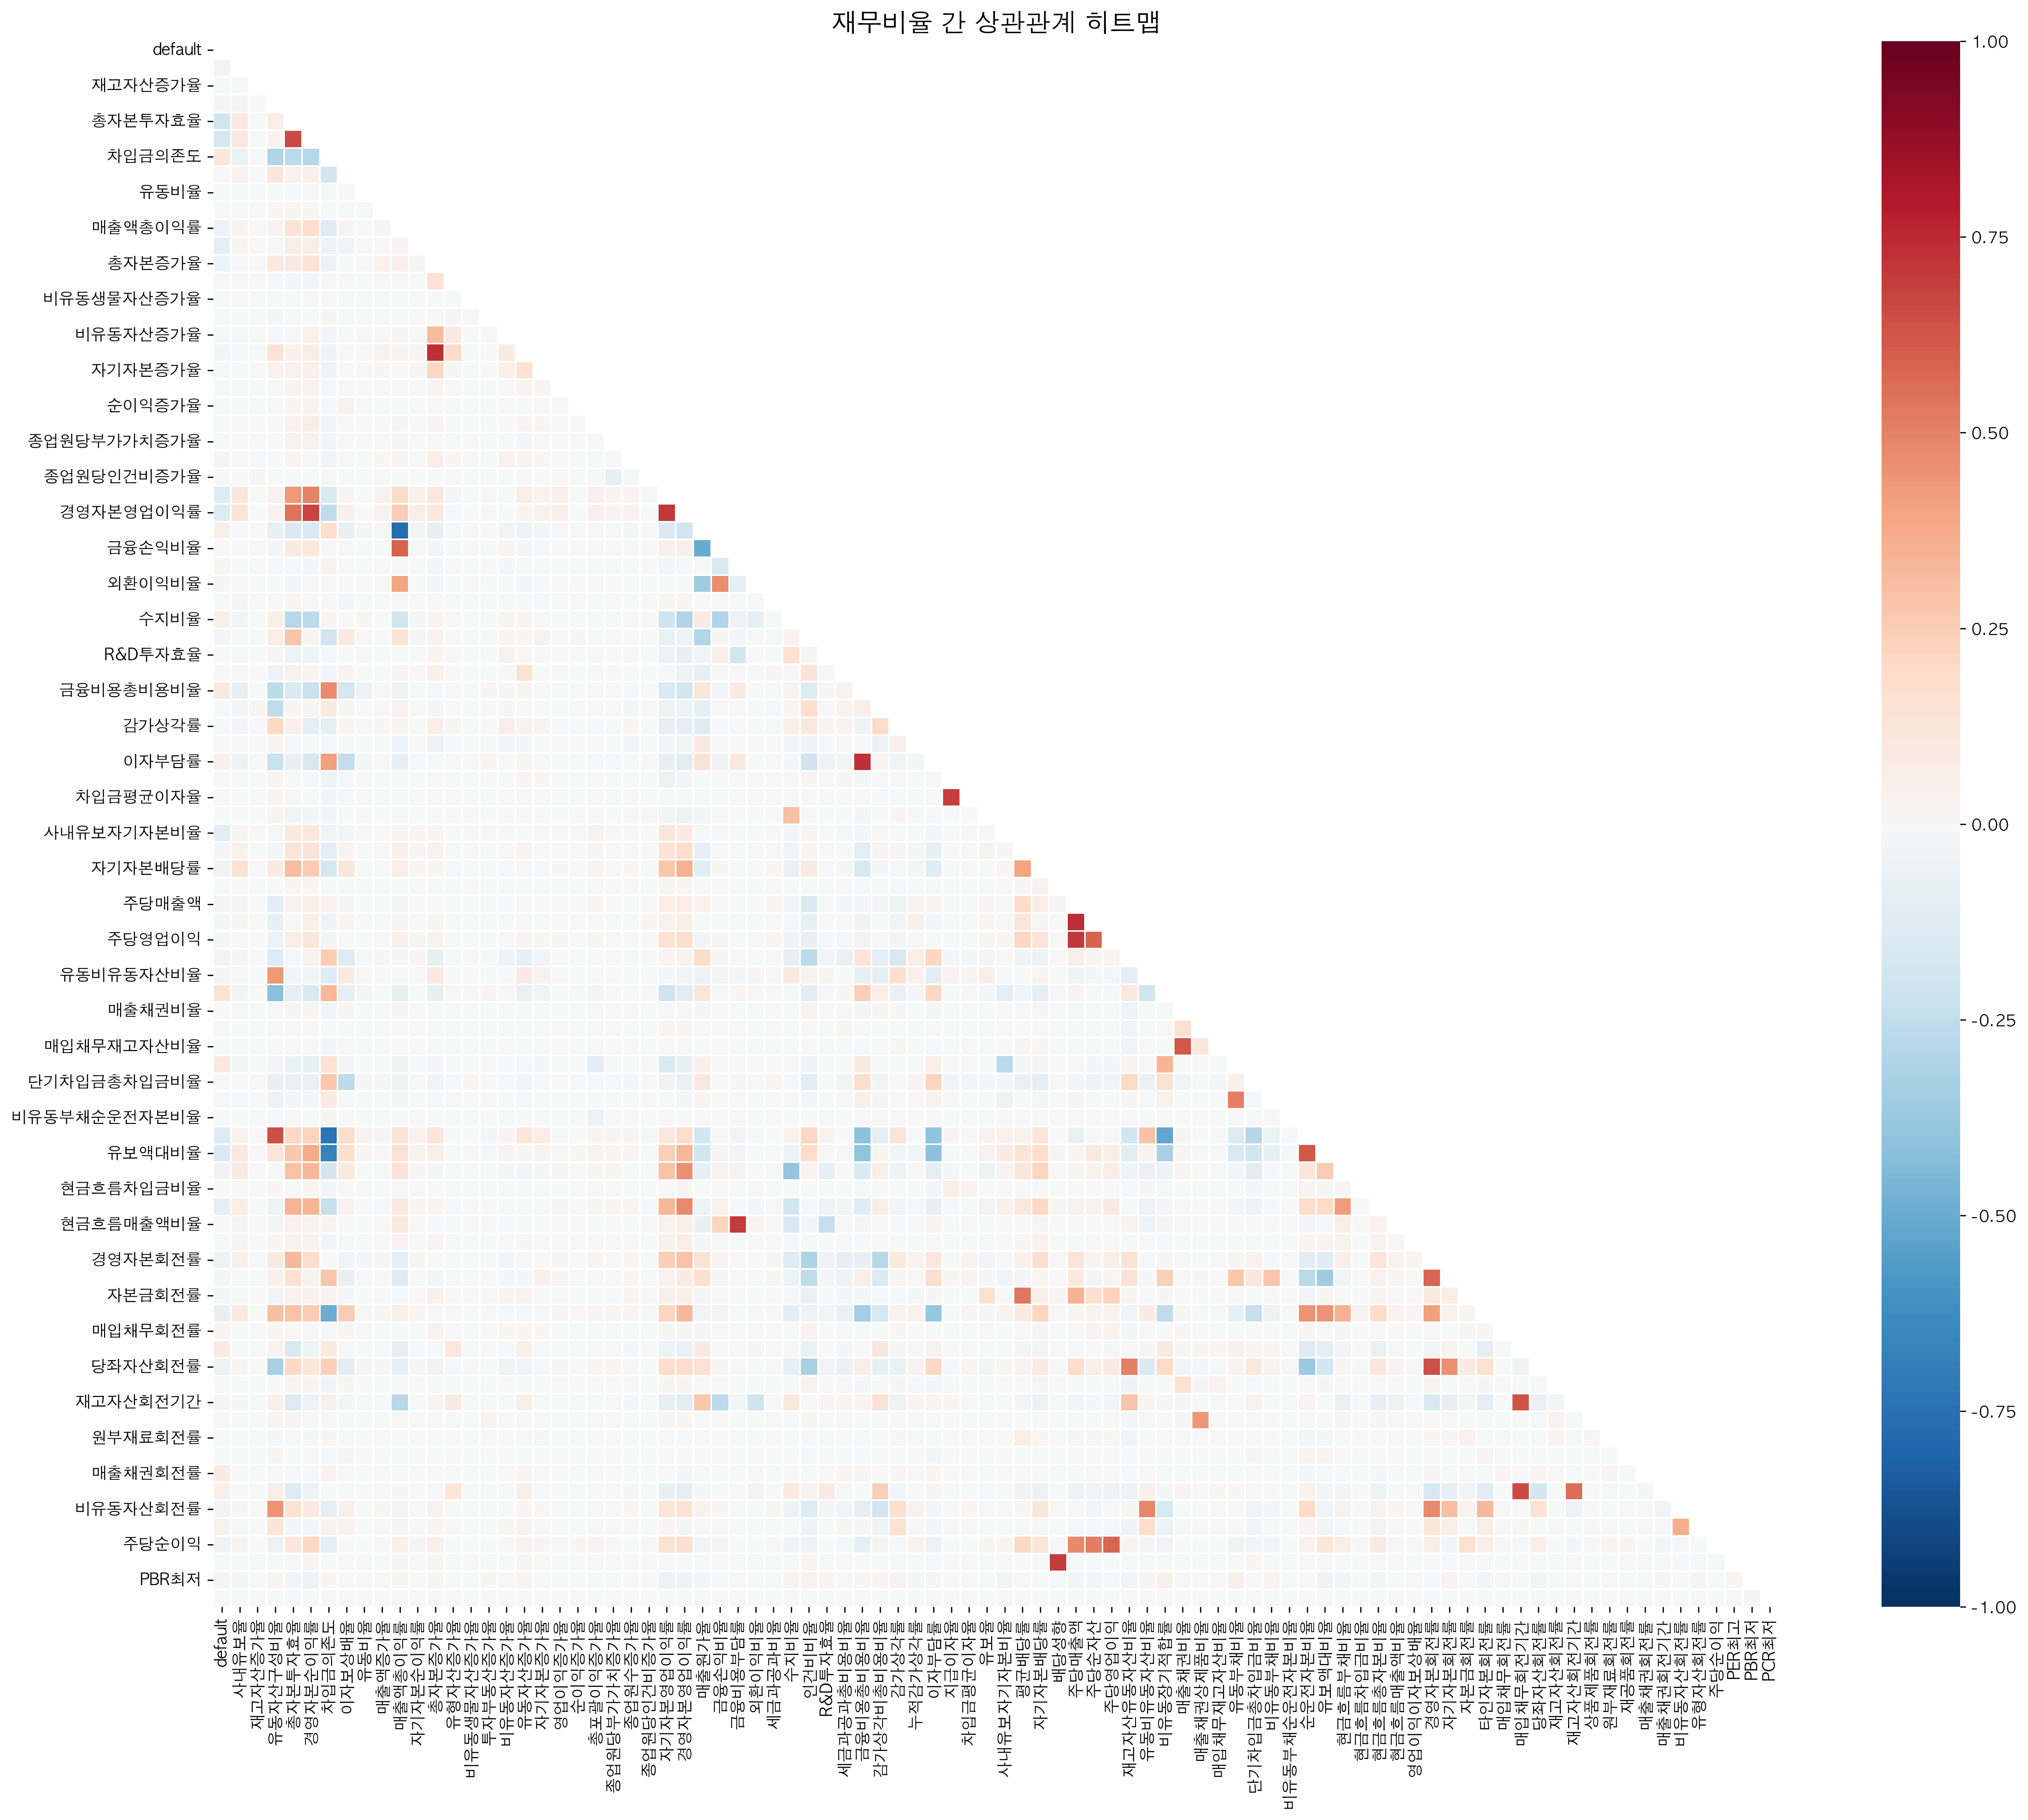 재무비율 간 상관관계 히트맵
default
재고자산증가율
총자본투자효율
차입금의존도
유동비율
매출액총이익률
총자본증가율
비유동생물자산증가율
비유동자산증가율
자기자본증가율
순이익증가율
종업원당부가가치증가율
종업원당인건비증가율
경영자본영업이익률
금융손익비율
외환이익비율
수지비율
R&D투자효율
금융비용총비용비율
감가상각률
이자부담률
차입금평균이자율
사내유보자기자본비율
자기자본배당률
주당매출액
주당영업이익
유동비유동자산비율
매출채권비율
매입채무재고자산비율
단기차입금총차입금비율
비유동부채순운전자본비율
유보액대비율
현금흐름차입금비율
현금흐름매출액비율
경영자본회전률
자본금회전률
매입채무회전률
당좌자산회전률
재고자산회전기간
원부재료회전률
매출채권회전률
비유동자산회전률
주당순이익
PBR최저
1.00
0.75
0.50
0.25
0.00
-0.25
-0.50
-0.75
-1.00
default
사내유보율
재고자산증가율
유동자산구성비율
총자본투자효율
경영자본순이익률
차입금의존도
이자보상배율
유동비율
매출액증가율
매출액총이익률
자기자본순이익률
총자본증가율
유형자산증가율
비유동생물자산증가율
투자부동산증가율
비유동자산증가율
유동자산증가율
자기자본증가율
영업이익증가율
순이익증가율
총포괄이익증가율
종업원당부가가치증가율
종업원수증가율
종업원당인건비증가율
자기자본영업이익률
경영자본영업이익률
매출원가율
금융손익비율
금융비용부담률
외환이익비율
세금과공과비율
수지비율
인건비비율
R&D투자효율
세금과공과총비용비율
금융비용총비용비율
감가상각비총비용비율
감가상각률
누적감가상각률
이자부담률
지급이자율
차입금평균이자율
유보율
사내유보자기자본비율
평균배당률
자기자본배당률
배당성향
주당매출액
주당순자산
주당영업이익
재고자산유동자산비율
유동비유동자산비율
비유동장기적합률
매출채권비율
매출채권상제품비율
매입채무재고자산비율
유동부채비율
단기차입금총차입금비율
비유동부채비율
비유동부채순운전자본비율
순운전자본비율
유보액대비율
현금흐름부채비율
현금흐름차입금비율
현금흐름총자본비율
현금흐름매출액비율
영업이익이자보상배율
경영자본회전률
자기자본회전률
자본금회전률
타인자본회전률
매입채무회전률
매입채무회전기간
당좌자산회전률
재고자산회전률
재고자산회전기간
상품제품회전률
원부재료회전률
재공품회전률
매출채권회전률
매출채권회전기간
비유동자산회전률
유형자산회전률
주당순이익
PER최고
PBR최저
PCR최저